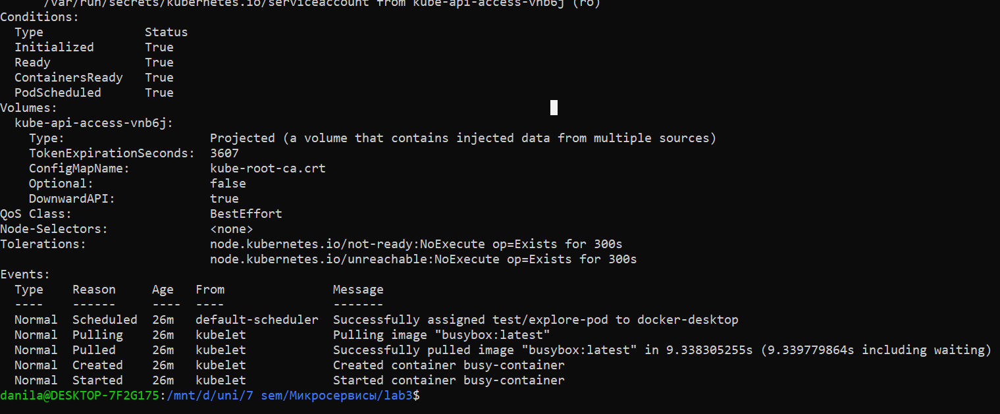 /var/run/secrets/kubernetes.io/serviceaccount from kube-api-access-vnb6j (ro)
Conditions:
  Type              Status
  Initialized       True
  Ready             True
  ContainersReady   True
  PodScheduled      True
Volumes:
  kube-api-access-vnb6j:
    Type:                    Projected (a volume that contains injected data from multiple sources)
    TokenExpirationSeconds:  3607
    ConfigMapName:           kube-root-ca.crt
    Optional:                false
    DownwardAPI:             true
QoS Class:                   BestEffort
Node-Selectors:              <none>
Tolerations:                 node.kubernetes.io/not-ready:NoExecute op=Exists for 300s
                             node.kubernetes.io/unreachable:NoExecute op=Exists for 300s
Events:
  Type    Reason     Age   From               Message
  ----    ------     ----  ----               -------
  Normal  Scheduled  26m   default-scheduler  Successfully assigned test/explore-pod to docker-desktop
  Normal  Pulling    26m   kubelet            Pulling image "busybox:latest"
  Normal  Pulled     26m   kubelet            Successfully pulled image "busybox:latest" in 9.338305255s (9.339779864s including waiting)
  Normal  Created    26m   kubelet            Created container busy-container
  Normal  Started    26m   kubelet            Started container busy-container
danila@DESKTOP-7F2G175:/mnt/d/uni/7 sem/Микросервисы/lab3$